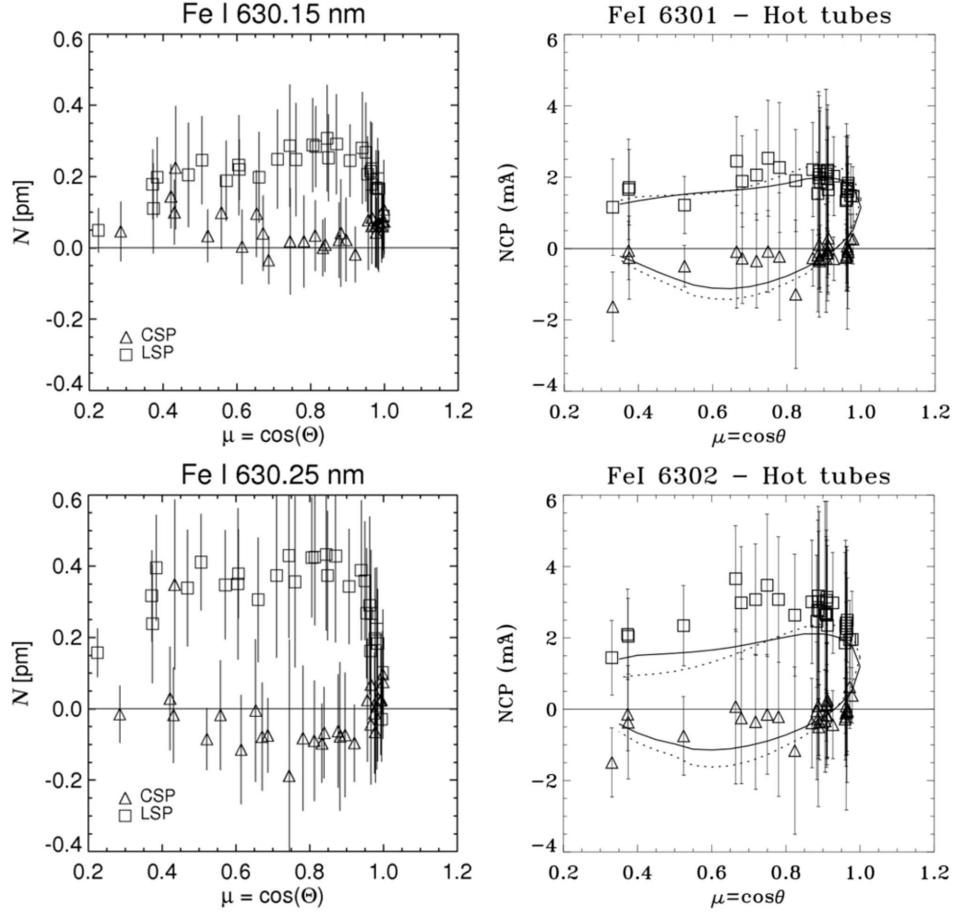 Fe I 630.15 nm
N [pm]
0.6
0.4
0.2
0.0
-0.2
-0.4
△ CSP
□ LSP
0.2 0.4 0.6 0.8 1.0 1.2
μ = cos(Θ)
FeI 6301 − Hot tubes
NCP (mÅ)
6
4
2
0
−2
−4
0.2 0.4 0.6 0.8 1.0 1.2
μ=cosθ
Fe I 630.25 nm
N [pm]
0.6
0.4
0.2
0.0
-0.2
-0.4
△ CSP
□ LSP
0.2 0.4 0.6 0.8 1.0 1.2
μ = cos(Θ)
FeI 6302 − Hot tubes
NCP (mÅ)
6
4
2
0
−2
−4
0.2 0.4 0.6 0.8 1.0 1.2
μ=cosθ